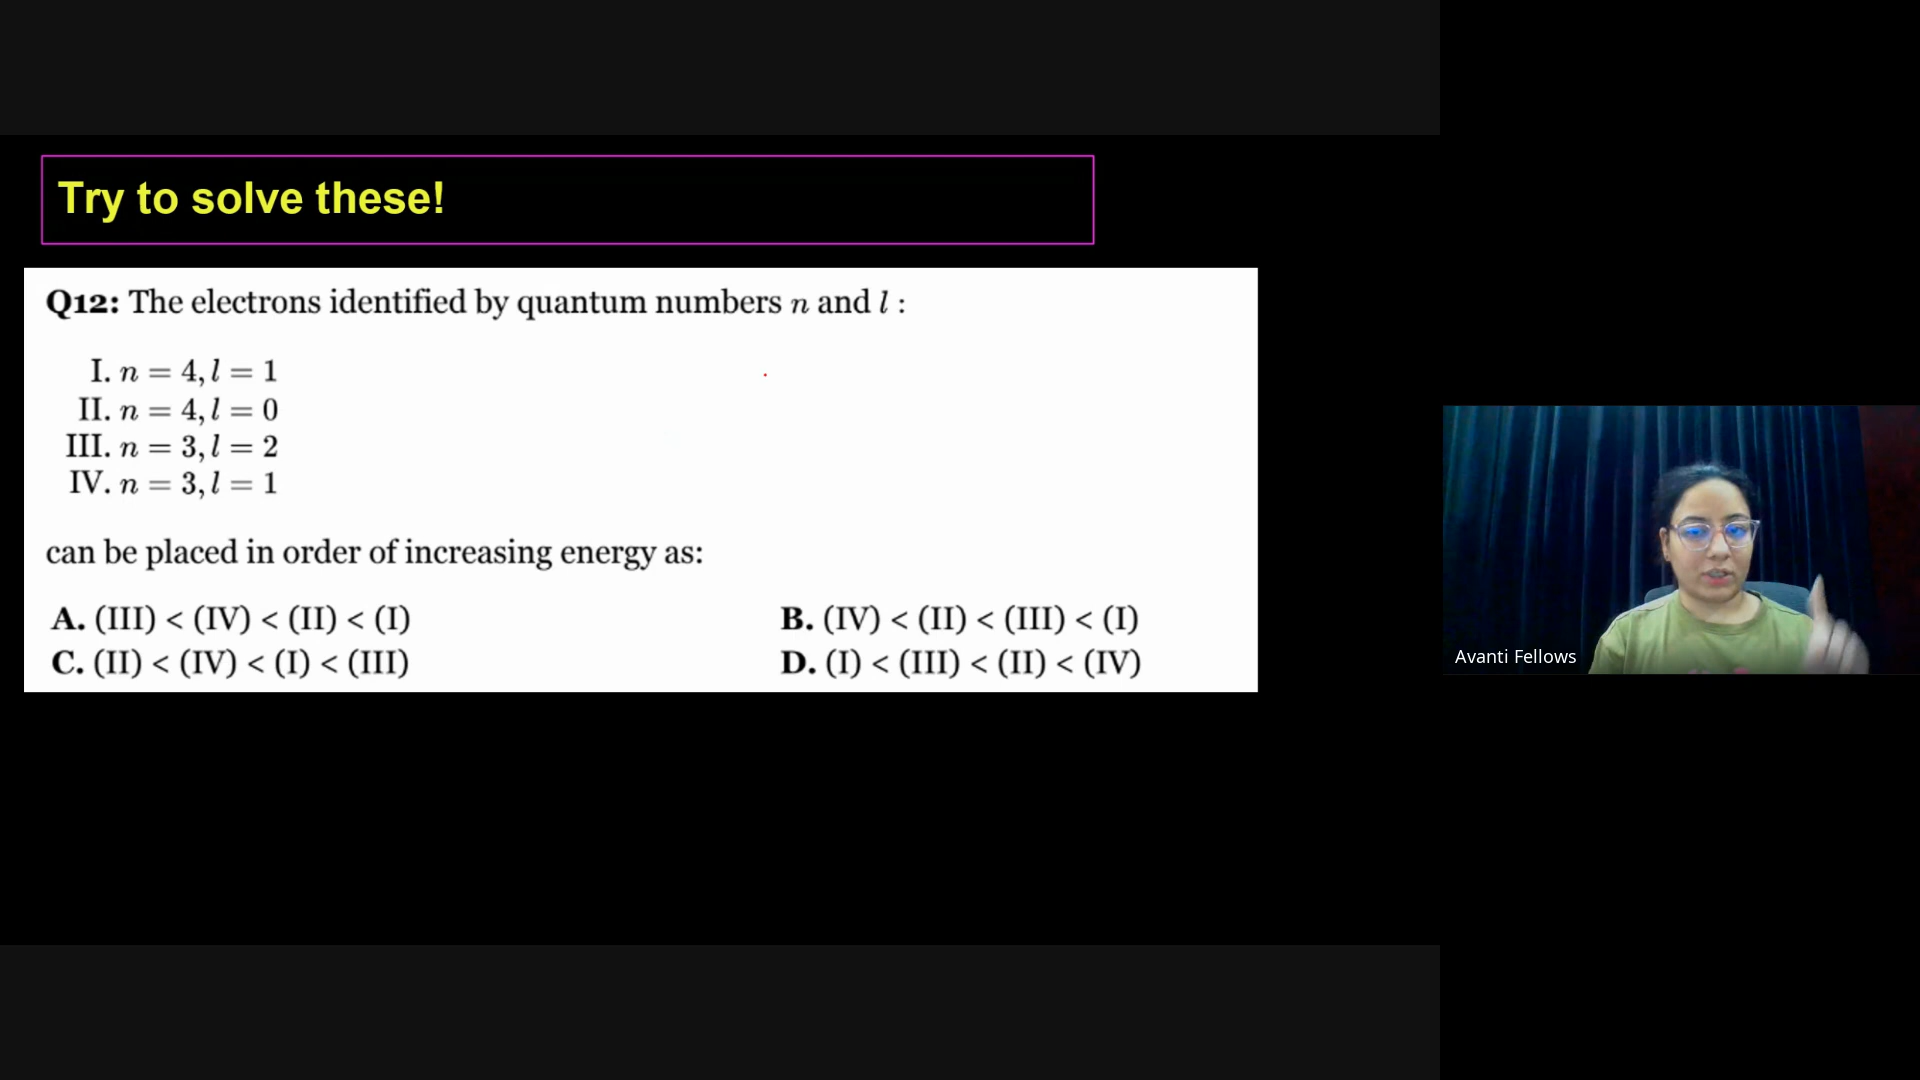 Try to solve these!
Q12: The electrons identified by quantum numbers n and l :
I. n = 4, l = 1
II. n = 4, l = 0
III. n = 3, l = 2
IV. n = 3, l = 1
can be placed in order of increasing energy as:
A. (III) < (IV) < (II) < (I)
B. (IV) < (II) < (III) < (I)
C. (II) < (IV) < (I) < (III)
D. (I) < (III) < (II) < (IV)
Avanti Fellows